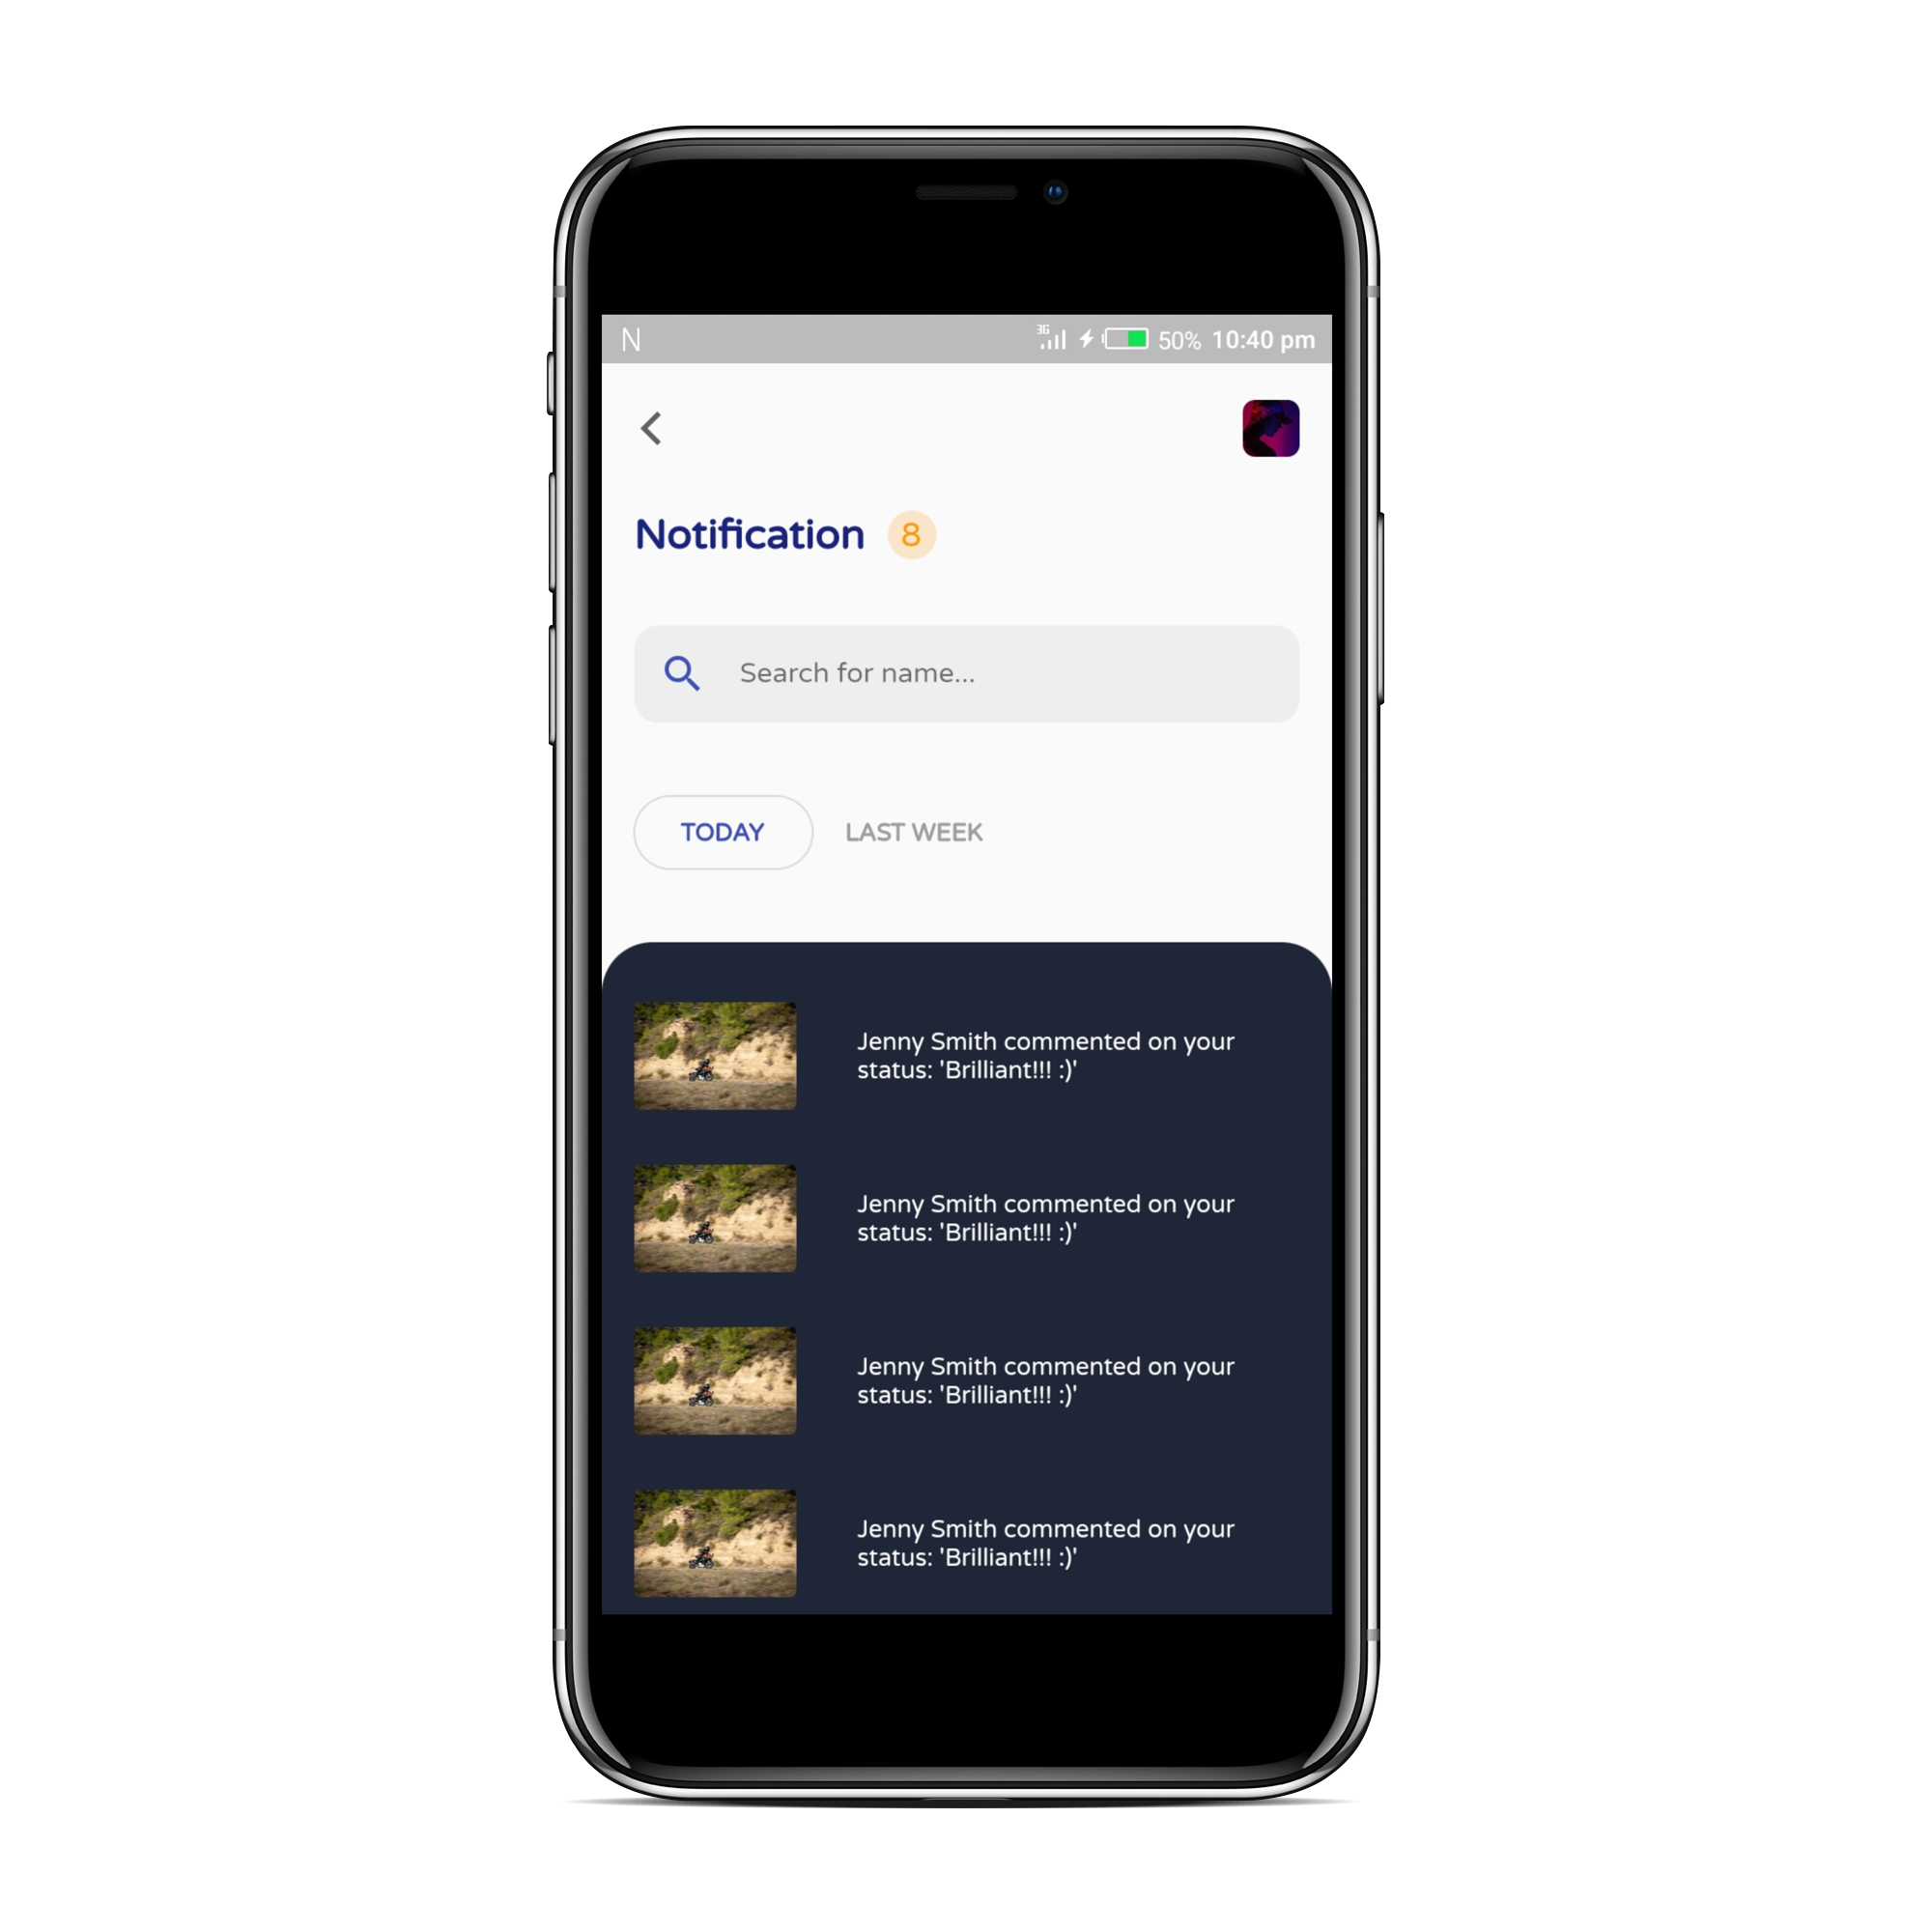 N 3G 50% 10:40 pm
Notification 8
Search for name...
TODAY LAST WEEK
Jenny Smith commented on your
status: 'Brilliant!!! :)'
Jenny Smith commented on your
status: 'Brilliant!!! :)'
Jenny Smith commented on your
status: 'Brilliant!!! :)'
Jenny Smith commented on your
status: 'Brilliant!!! :)'